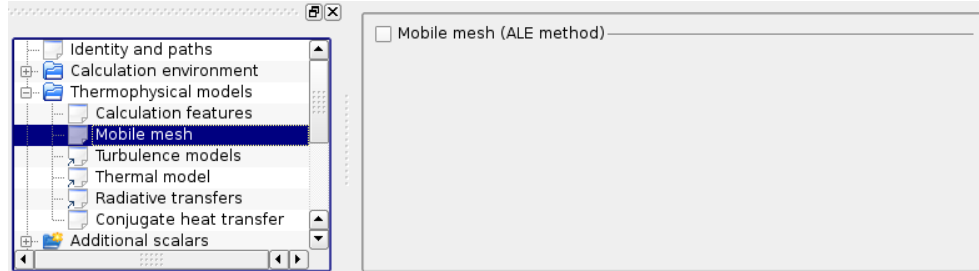 Identity and paths
Calculation environment
Thermophysical models
Calculation features
Mobile mesh
Turbulence models
Thermal model
Radiative transfers
Conjugate heat transfer
Additional scalars
Mobile mesh (ALE method)